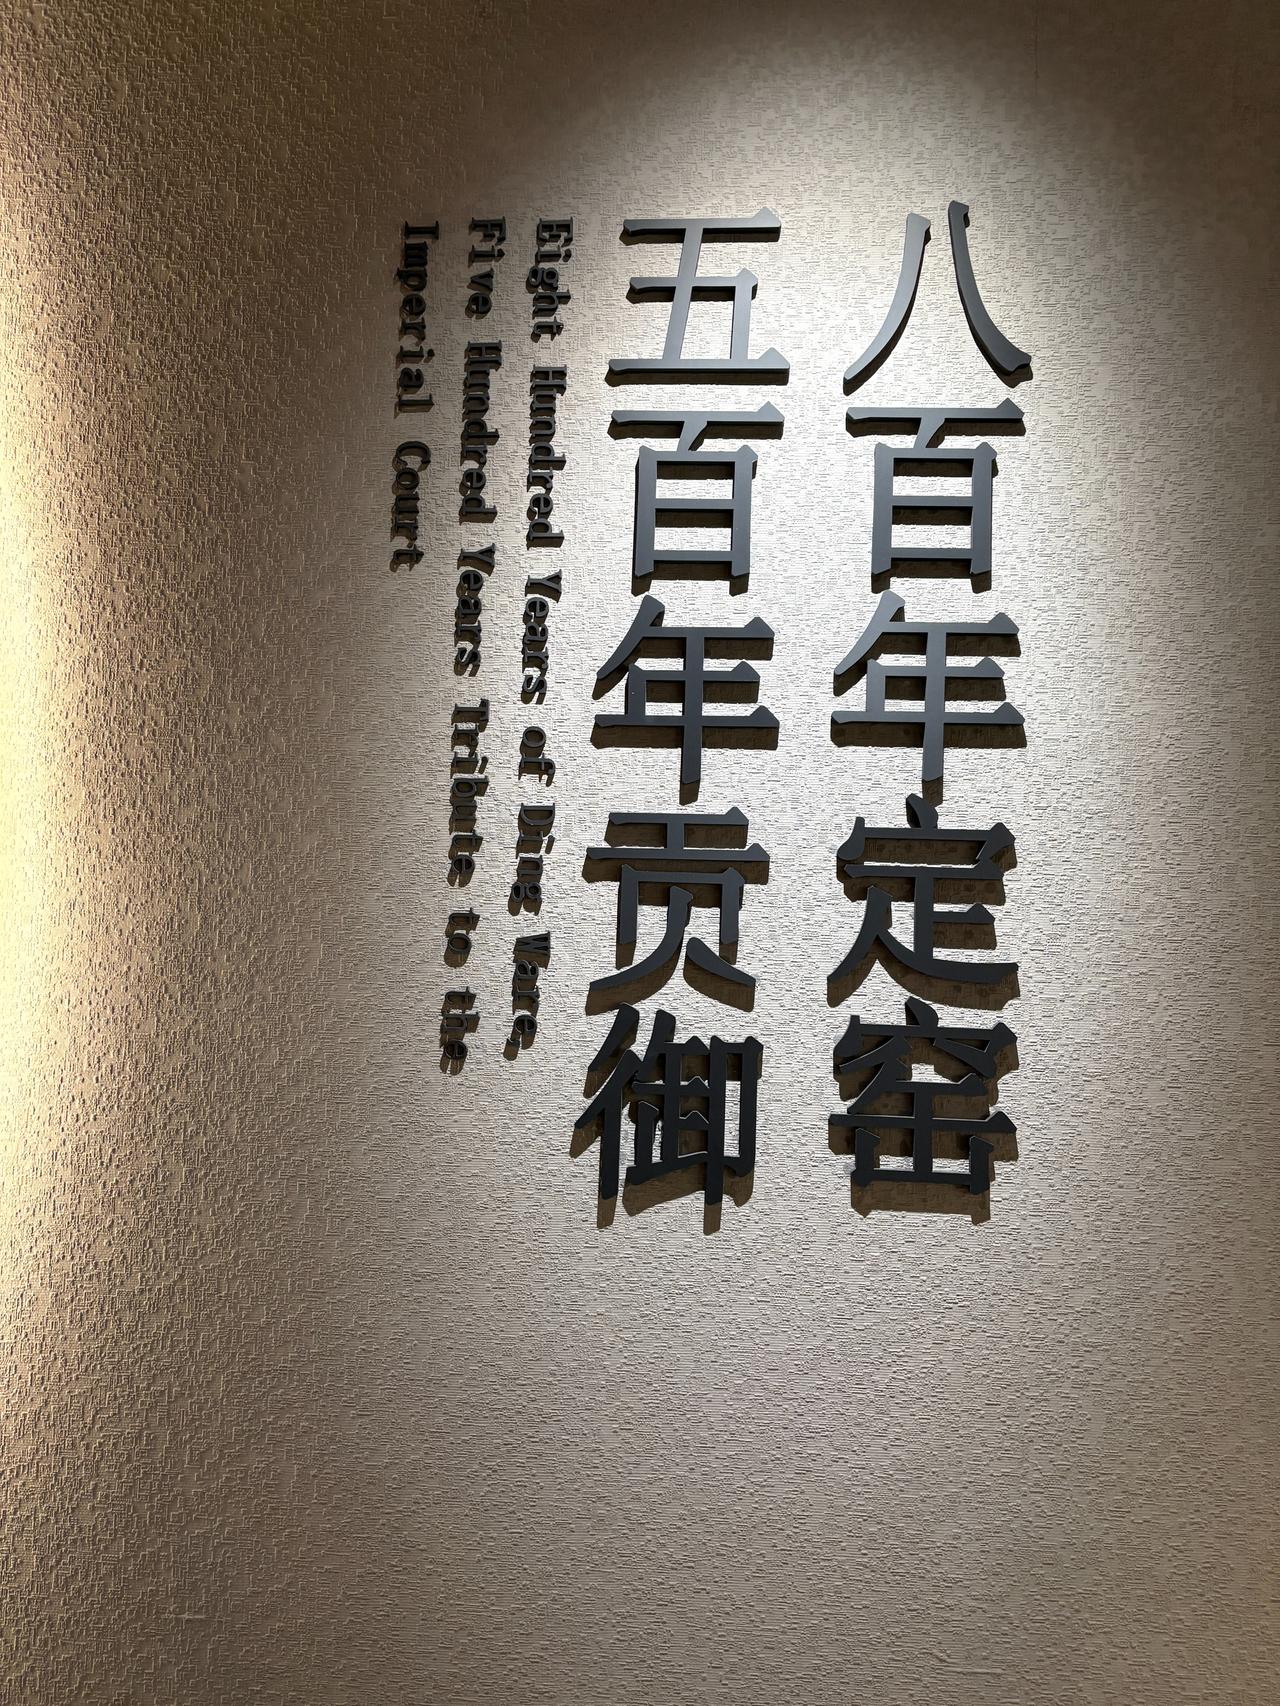 八百年定窑
五百年贡御
Eight Hundred Years of Ding Ware,
Five Hundred Years Tribute to the
Imperial Court